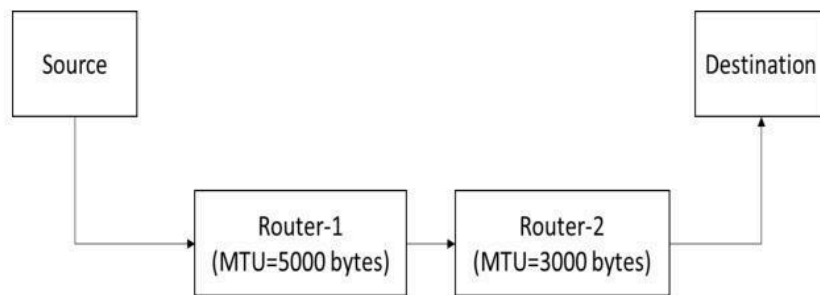 Source
Destination
Router-1
(MTU=5000 bytes)
Router-2
(MTU=3000 bytes)